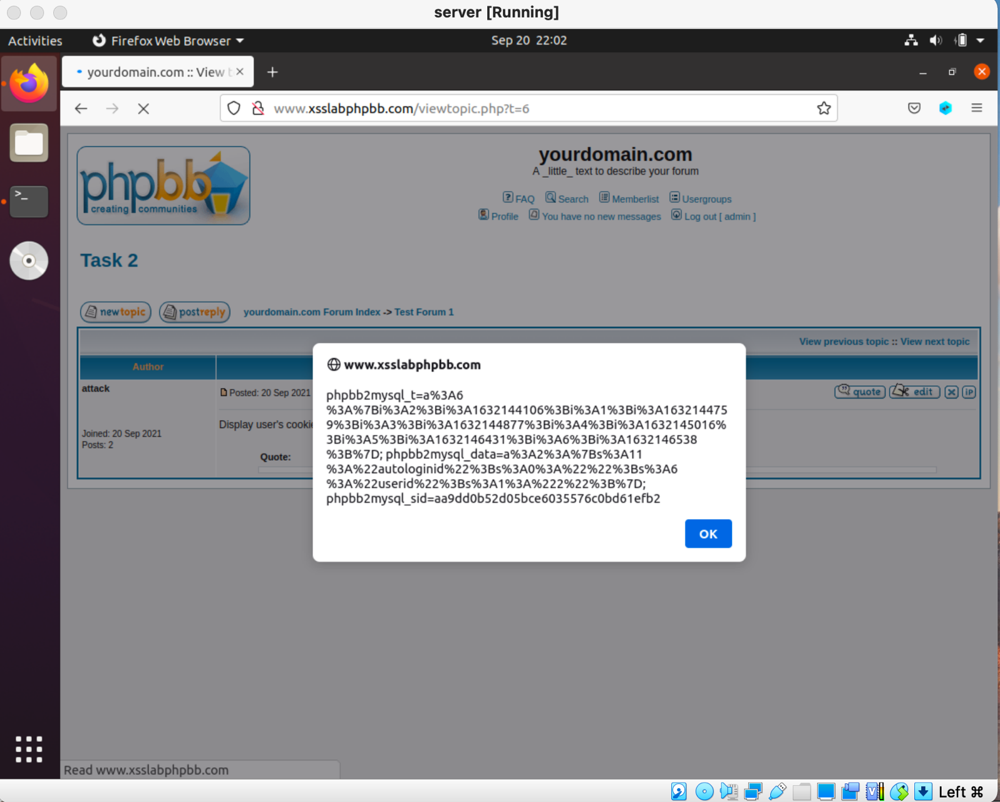 server [Running]
Activities
Firefox Web Browser
Sep 20 22:02
yourdomain.com :: View t
www.xsslabphpbb.com/viewtopic.php?t=6
phpbb
creating communities
yourdomain.com
A _little_ text to describe your forum
FAQ Search Memberlist Usergroups
Profile You have no new messages Log out [ admin ]
Task 2
newtopic postreply yourdomain.com Forum Index -> Test Forum 1
View previous topic :: View next topic
Author
attack
Posted: 20 Sep 2021
quote edit IP
Joined: 20 Sep 2021
Posts: 2
Display user's cookie
Quote:
www.xsslabphpbb.com
phpbb2mysql_t=a%3A6
%3A%7Bi%3A2%3Bi%3A1632144106%3Bi%3A1%3Bi%3A163214475
9%3Bi%3A3%3Bi%3A1632144877%3Bi%3A4%3Bi%3A1632145016%
3Bi%3A5%3Bi%3A1632146431%3Bi%3A6%3Bi%3A1632146538
%3B%7D; phpbb2mysql_data=a%3A2%3A%7Bs%3A11
%3A%22autologinid%22%3Bs%3A0%3A%22%22%3Bs%3A6
%3A%22userid%22%3Bs%3A1%3A%222%22%3B%7D;
phpbb2mysql_sid=aa9dd0b52d05bce6035576c0bd61efb2
OK
Read www.xsslabphpbb.com
Left ⌘